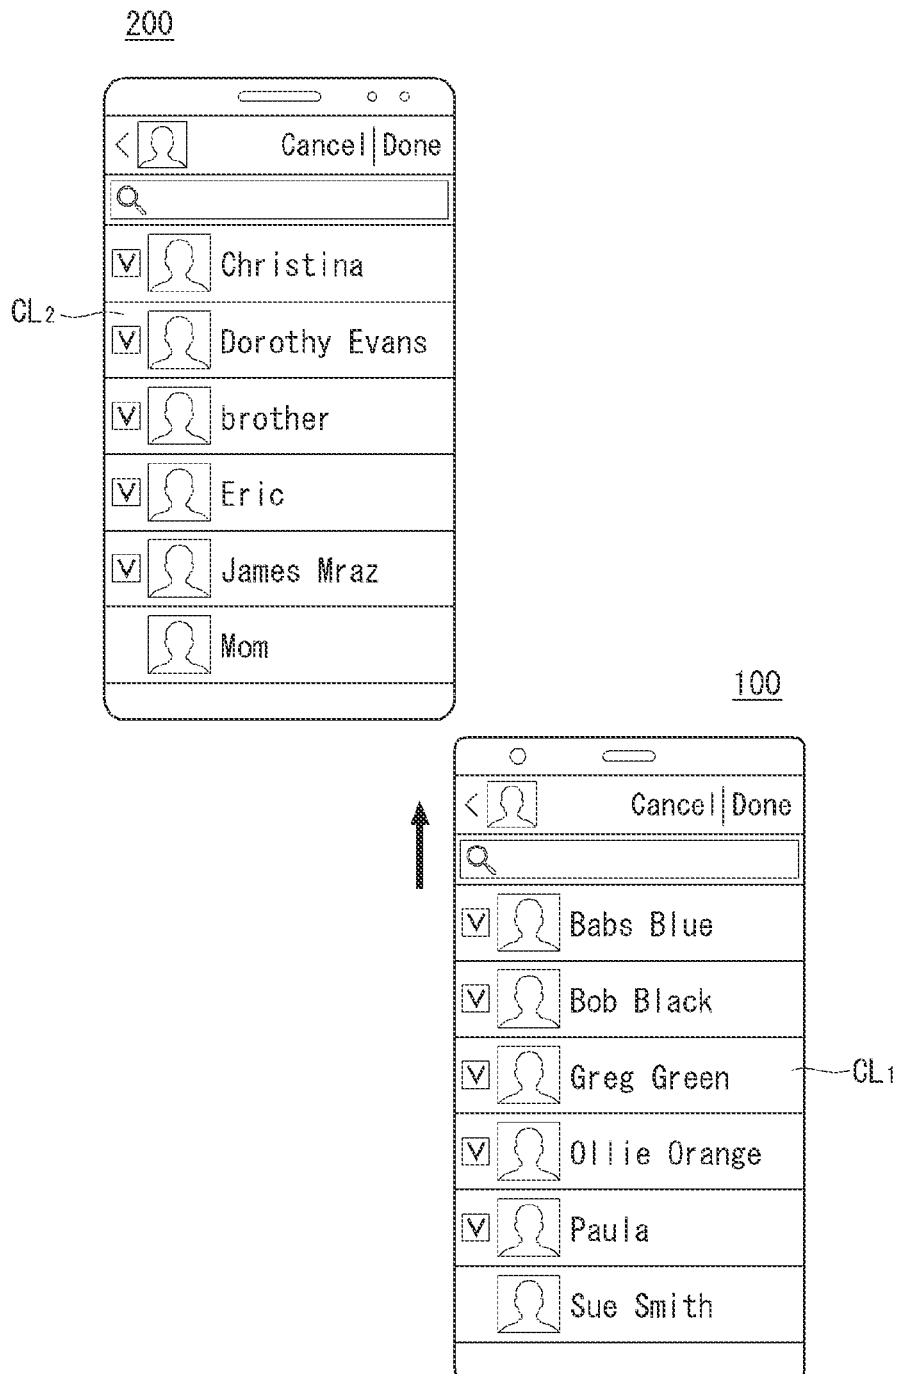 200
Cancel|Done
Christina
CL2
Dorothy Evans
brother
Eric
James Mraz
Mom
100
Cancel|Done
Babs Blue
Bob Black
Greg Green
CL1
Ollie Orange
Paula
Sue Smith